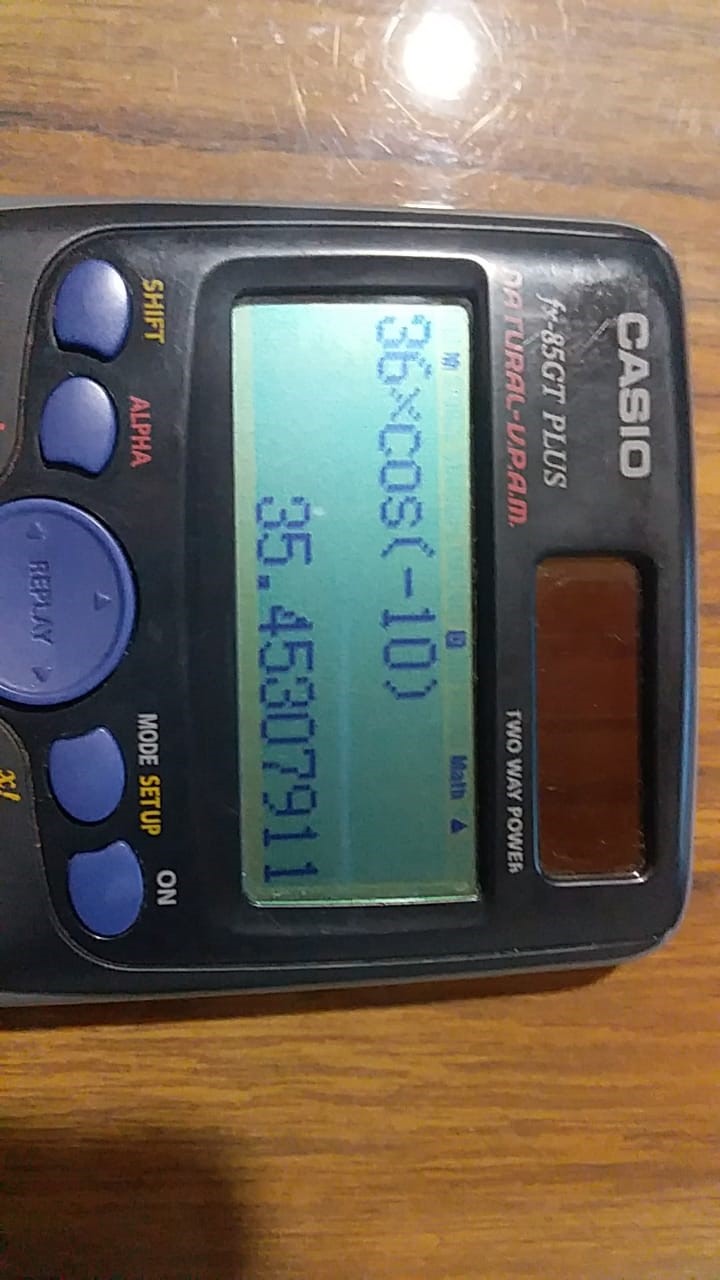 CASIO
fx-85GT PLUS
NATURAL-V.P.A.M.
TWO WAY POWER
M D Math ▲
36×cos(-10)
35.45307911
SHIFT
ALPHA
REPLAY
MODE SETUP
ON
x!